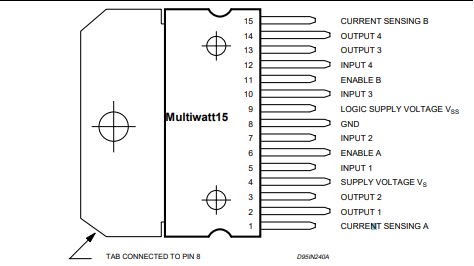 15 CURRENT SENSING B
14 OUTPUT 4
13 OUTPUT 3
12 INPUT 4
11 ENABLE B
10 INPUT 3
9 LOGIC SUPPLY VOLTAGE VSS
Multiwatt15
8 GND
7 INPUT 2
6 ENABLE A
5 INPUT 1
4 SUPPLY VOLTAGE VS
3 OUTPUT 2
2 OUTPUT 1
1 CURRENT SENSING A
TAB CONNECTED TO PIN 8
D95IN240A